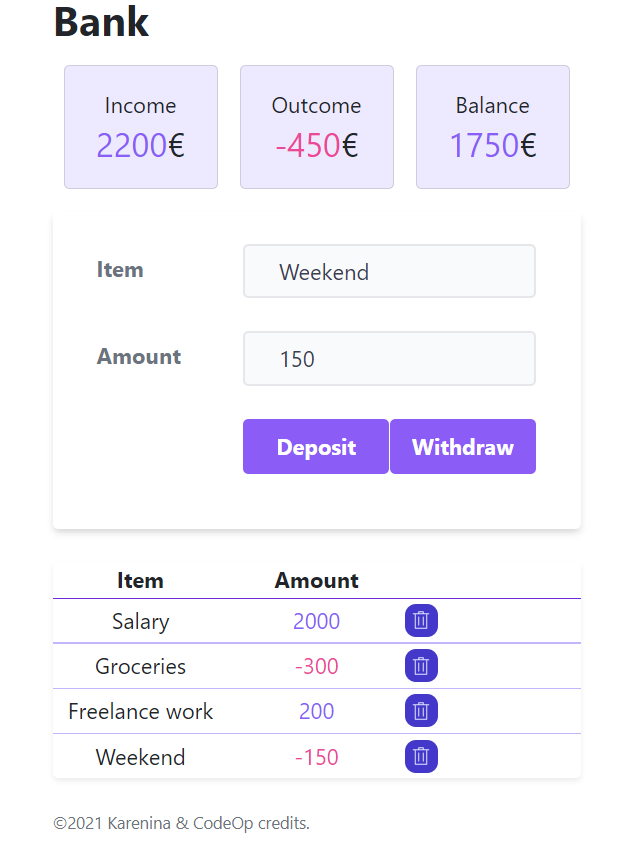 Bank
Income Outcome Balance
2200€ -450€ 1750€
Item Weekend
Amount 150
Deposit Withdraw
Item Amount
Salary 2000
Groceries -300
Freelance work 200
Weekend -150
©2021 Karenina & CodeOp credits.